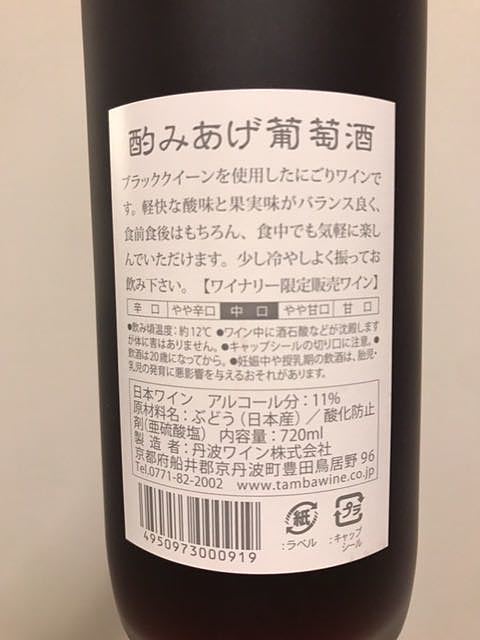 酌みあげ葡萄酒
ブラッククイーンを使用したにごりワインで
す。軽快な酸味と果実味がバランス良く、
食前食後はもちろん、食中でも気軽に楽し
んでいただけます。少し冷やしよく振ってお
飲み下さい。【ワイナリー限定販売ワイン】
辛口 やや辛口 中口 やや甘口 甘口
●飲み頃温度：約12℃ ●ワイン中に酒石酸などが沈殿します
が体に害はありません。●キャップシールの切り口に注意。●
飲酒は20歳になってから。●妊娠中や授乳期の飲酒は、胎児・
乳児の発育に悪影響を与えるおそれがあります。
日本ワイン アルコール分：11%
原材料名：ぶどう（日本産）／酸化防止
剤（亜硫酸塩） 内容量：720ml
製造者：丹波ワイン株式会社
京都府船井郡京丹波町豊田鳥居野 96
Tel.0771-82-2002 www.tambawine.co.jp
4950973000919
紙
：ラベル
プラ
：キャップ
シール